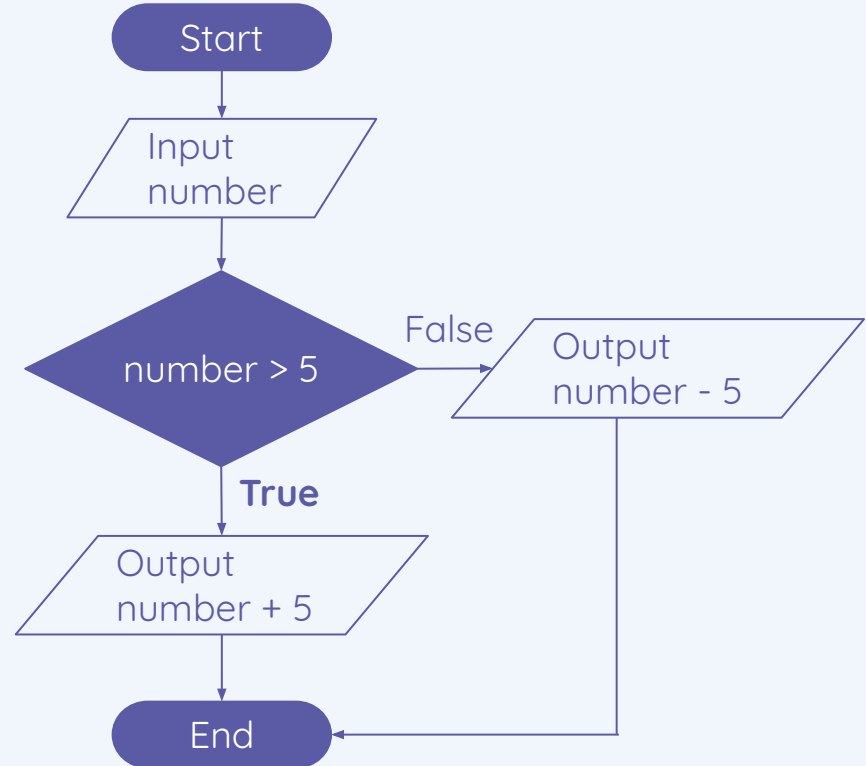 Start
Input
number
number > 5
False
Output
number - 5
True
Output
number + 5
End